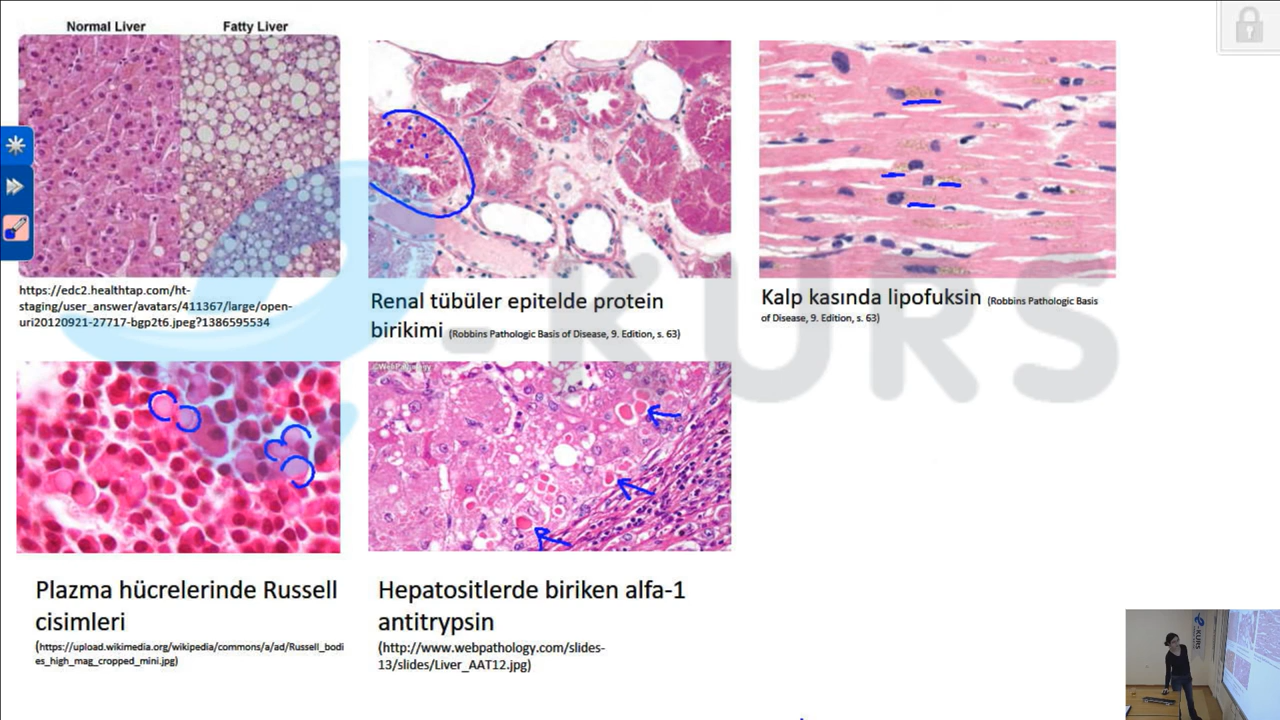 Normal Liver Fatty Liver
https://edc2.healthtap.com/ht-
staging/user_answer/avatars/411367/large/open-
uri20120921-27717-bgp2t6.jpeg?1386595534
Renal tübüler epitelde protein
birikimi (Robbins Pathologic Basis of Disease, 9. Edition, s. 63)
Kalp kasında lipofuksin (Robbins Pathologic Basis
of Disease, 9. Edition, s. 63)
e-KURS
Plazma hücrelerinde Russell
cisimleri
(https://upload.wikimedia.org/wikipedia/commons/a/ad/Russell_bodi
es_high_mag_cropped_mini.jpg)
Hepatositlerde biriken alfa-1
antitrypsin
(http://www.webpathology.com/slides-
13/slides/Liver_AAT12.jpg)
e-KURS